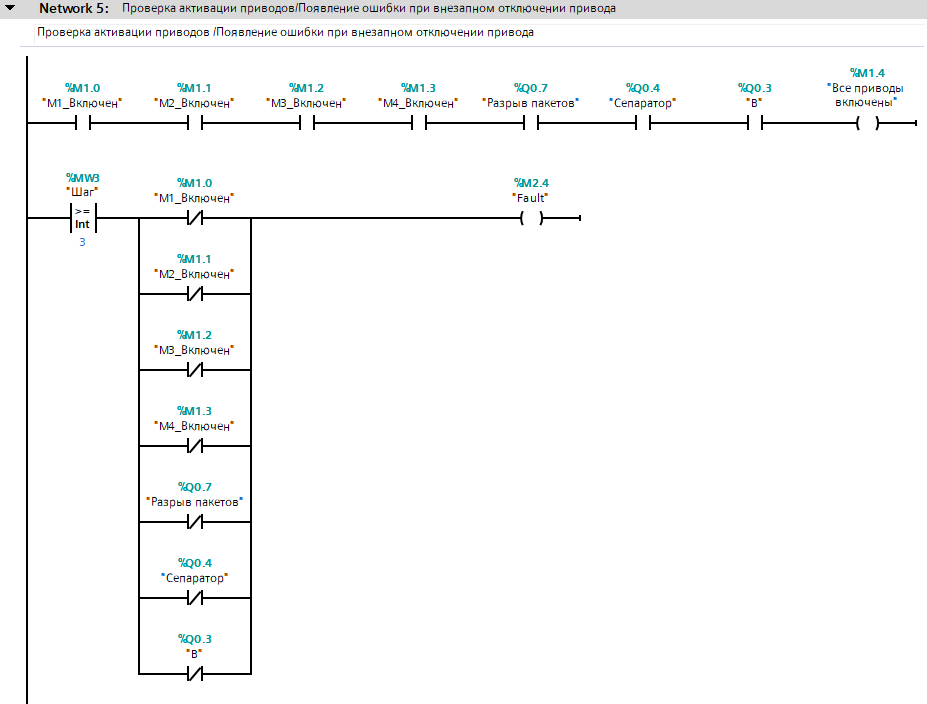 Network 5: Проверка активации приводов/Появление ошибки при внезапном отключении привода
Проверка активации приводов /Появление ошибки при внезапном отключении привода
%M1.0 %M1.1 %M1.2 %M1.3 %Q0.7 %Q0.4 %Q0.3 %M1.4
"M1_Включен" "M2_Включен" "M3_Включен" "M4_Включен" "Разрыв пакетов" "Сепаратор" "В" "Все приводы
включены"
%MW3
"Шаг"
>=
Int
3
%M1.0
"M1_Включен"
%M2.4
"Fault"
%M1.1
"M2_Включен"
%M1.2
"M3_Включен"
%M1.3
"M4_Включен"
%Q0.7
"Разрыв пакетов"
%Q0.4
"Сепаратор"
%Q0.3
"В"